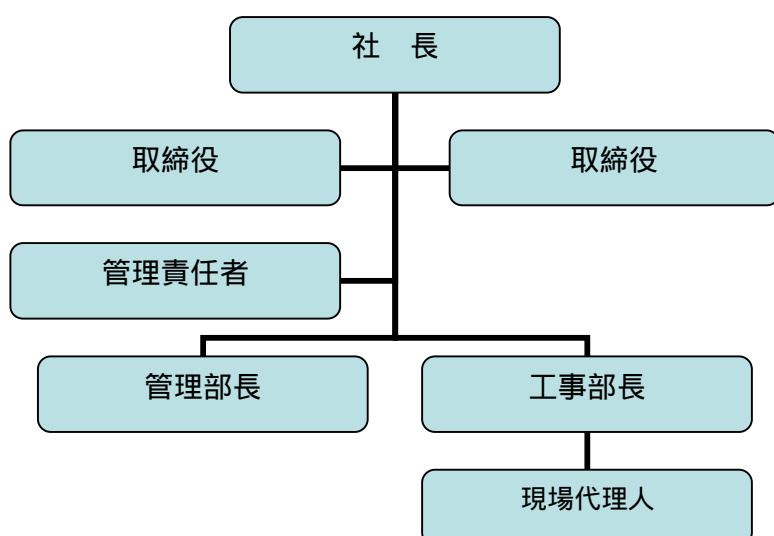 社　長
取締役
取締役
管理責任者
管理部長
工事部長
現場代理人